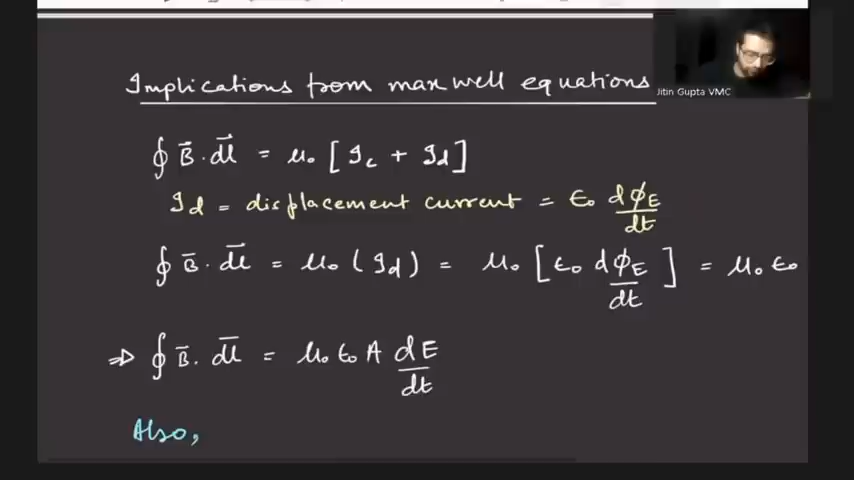 Implications from maxwell equations
Jitin Gupta VMC
∮ B⃗ . dl⃗ = μ₀ [ I_c + I_d ]
I_d = displacement current = ϵ₀ dϕ_E/dt
∮ B⃗ . dl⃗ = μ₀ ( I_d ) = μ₀ [ ϵ₀ dϕ_E/dt ] = μ₀ ϵ₀
⇒ ∮ B⃗ . dl⃗ = μ₀ ϵ₀ A dE/dt
Also,